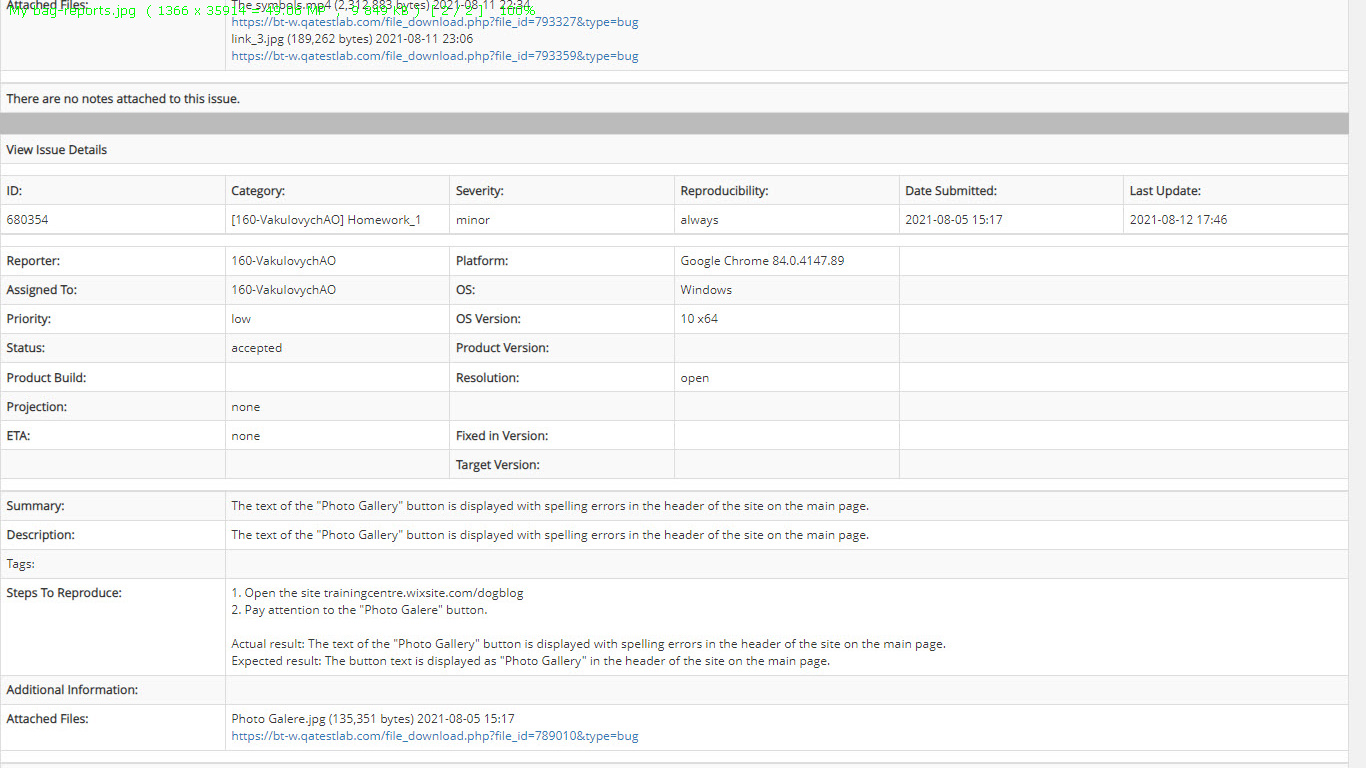 Attached Files: The symbols.mp4 (2,312,883 bytes) 2021-08-11 22:34
My bag-reports.jpg ( 1366 x 35914 = 49.06 MP , 9 849 KB ) [ 2 / 2 ] 100%
https://bt-w.qatestlab.com/file_download.php?file_id=793327&type=bug
link_3.jpg (189,262 bytes) 2021-08-11 23:06
https://bt-w.qatestlab.com/file_download.php?file_id=793359&type=bug
There are no notes attached to this issue.
View Issue Details
ID: Category: Severity: Reproducibility: Date Submitted: Last Update:
680354 [160-VakulovychAO] Homework_1 minor always 2021-08-05 15:17 2021-08-12 17:46
Reporter: 160-VakulovychAO Platform: Google Chrome 84.0.4147.89
Assigned To: 160-VakulovychAO OS: Windows
Priority: low OS Version: 10 x64
Status: accepted Product Version:
Product Build: Resolution: open
Projection: none
ETA: none Fixed in Version:
Target Version:
Summary: The text of the "Photo Gallery" button is displayed with spelling errors in the header of the site on the main page.
Description: The text of the "Photo Gallery" button is displayed with spelling errors in the header of the site on the main page.
Tags:
Steps To Reproduce: 1. Open the site trainingcentre.wixsite.com/dogblog
2. Pay attention to the "Photo Galere" button.
Actual result: The text of the "Photo Gallery" button is displayed with spelling errors in the header of the site on the main page.
Expected result: The button text is displayed as "Photo Gallery" in the header of the site on the main page.
Additional Information:
Attached Files: Photo Galere.jpg (135,351 bytes) 2021-08-05 15:17
https://bt-w.qatestlab.com/file_download.php?file_id=789010&type=bug